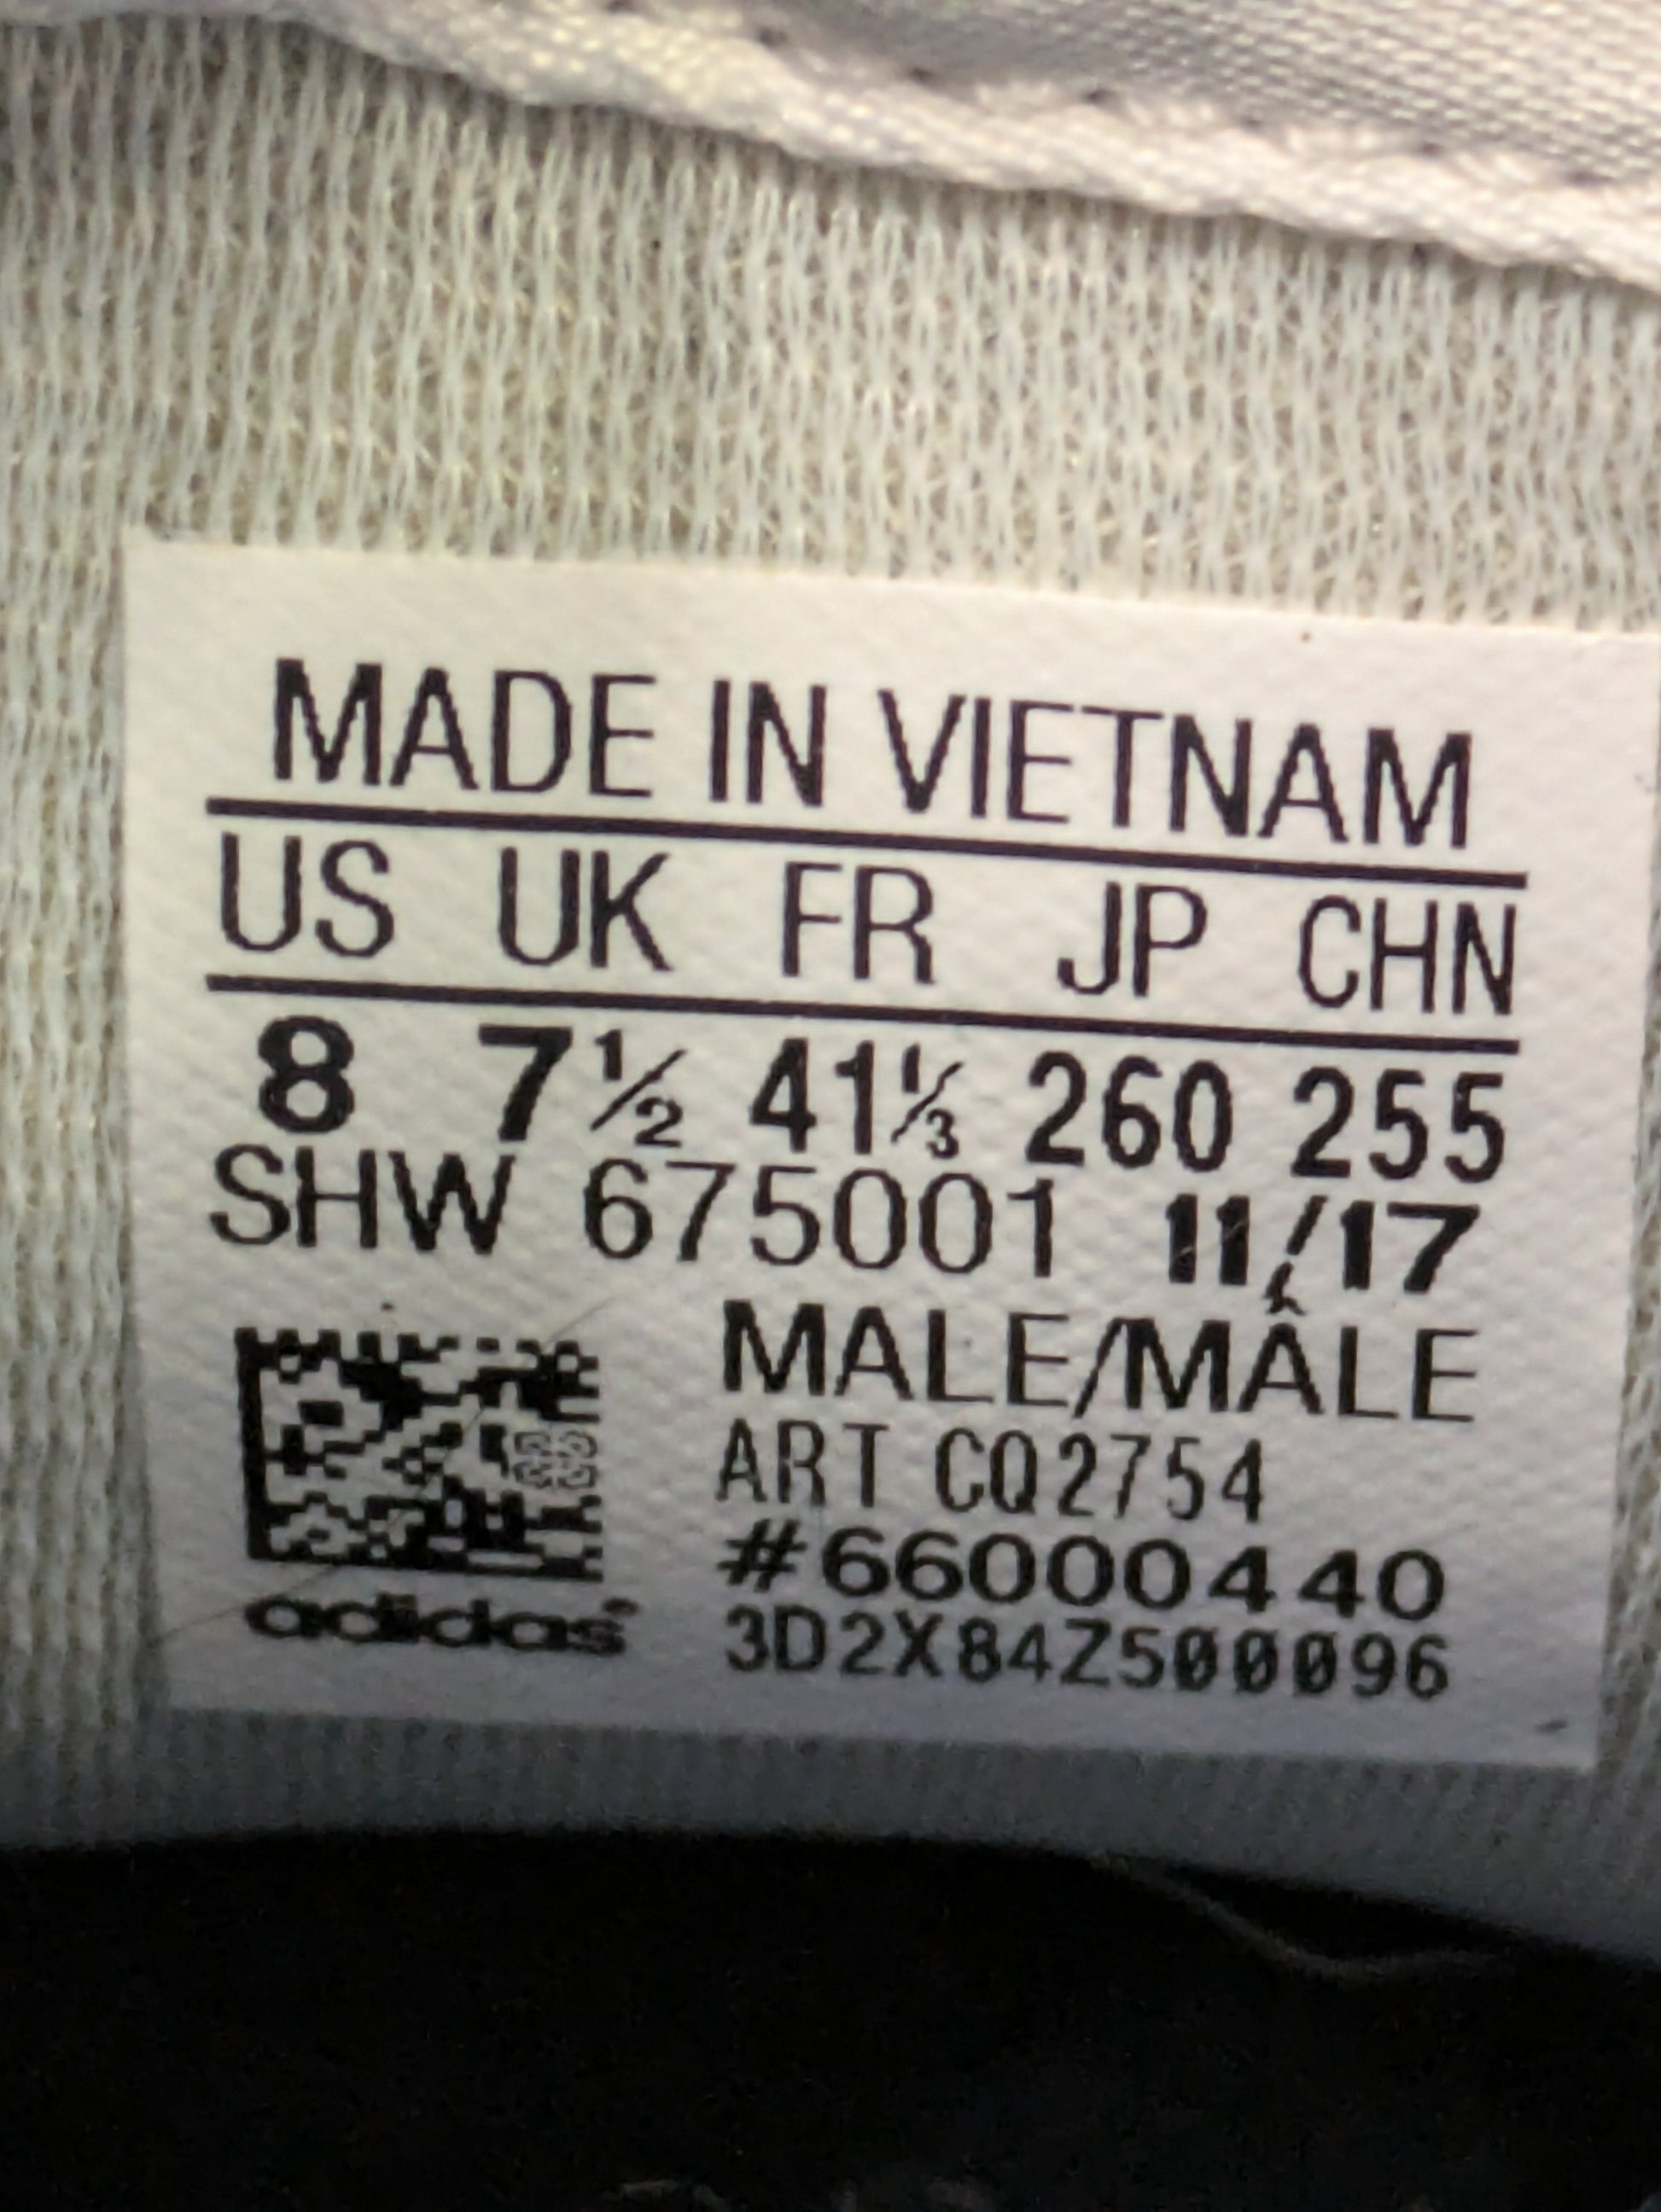 MADE IN VIETNAM
US UK FR JP CHN
8 7½ 41⅓ 260 255
SHW 675001 11/17
MALE/MÂLE
ART CQ2754
#66000440
3D2X84Z500096
adidas